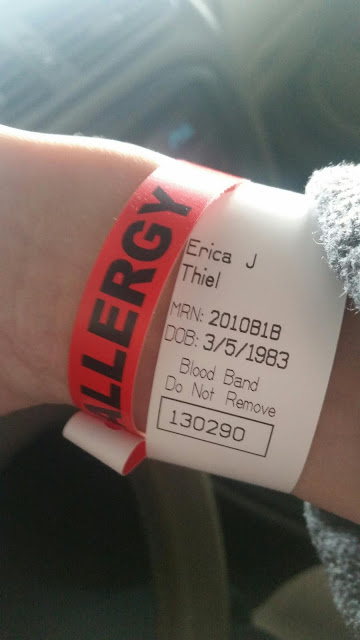 ALLERGY
Erica J
Thiel
MRN: 2010818
DOB: 3/5/1983
Blood Band
Do Not Remove
130290